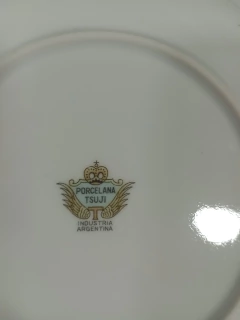 PORCELANA
TSUJI
INDUSTRIA
ARGENTINA